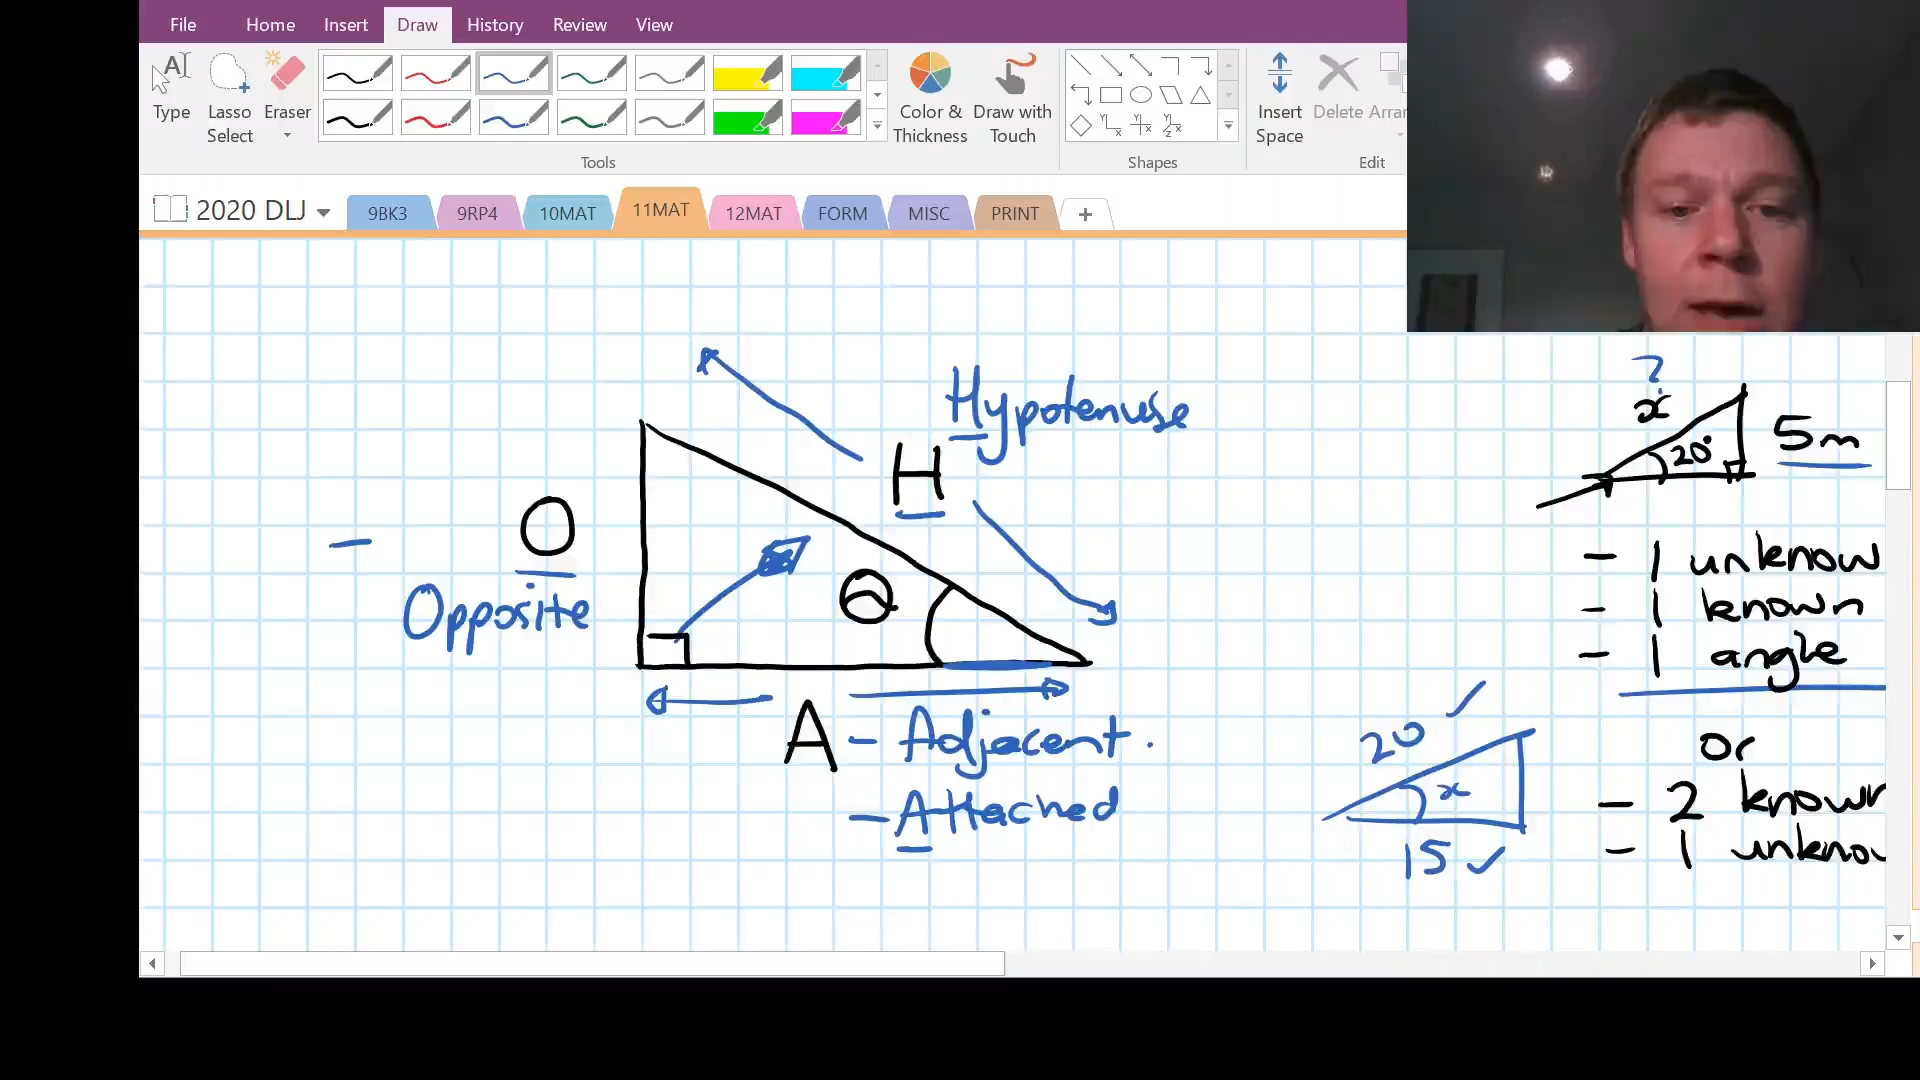 File Home Insert Draw History Review View
Type
Lasso Select
Eraser
Color & Thickness
Draw with Touch
Insert Space
Delete Arran
Tools Shapes Edit
2020 DLJ 9BK3 9RP4 10MAT 11MAT 12MAT FORM MISC PRINT +
Hypotenuse
H
O
- Opposite
Θ
A - Adjacent.
- Attached
?
x
20°
5m
- 1 unknow
- 1 known
- 1 angle
or
- 2 known
- 1 unknow
20 ✓
x
15 ✓